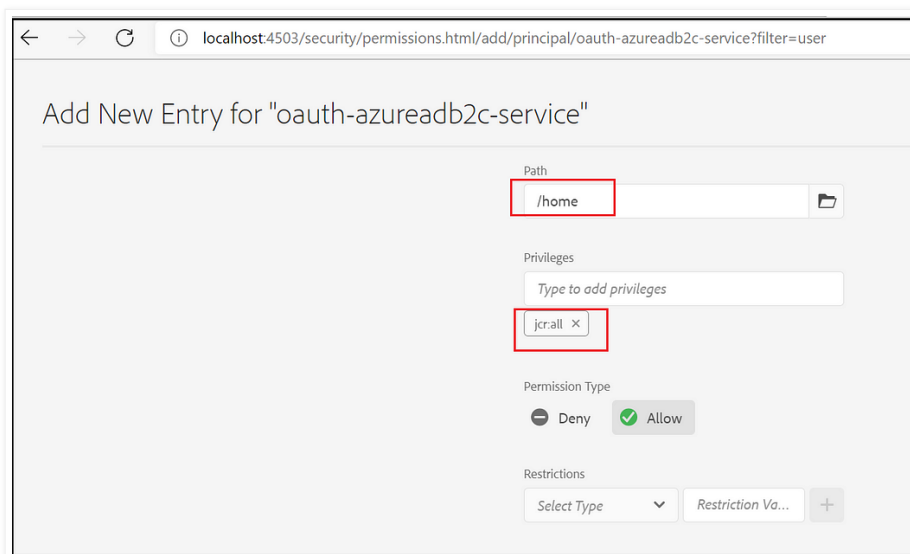 localhost:4503/security/permissions.html/add/principal/oauth-azureadb2c-service?filter=user
Add New Entry for "oauth-azureadb2c-service"
Path
/home
Privileges
Type to add privileges
jcr:all ×
Permission Type
Deny Allow
Restrictions
Select Type Restriction Va... +